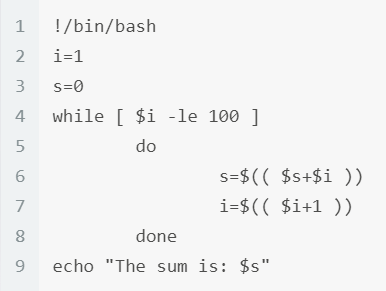 1 !/bin/bash
2 i=1
3 s=0
4 while [ $i -le 100 ]
5         do
6                 s=$(( $s+$i ))
7                 i=$(( $i+1 ))
8         done
9 echo "The sum is: $s"